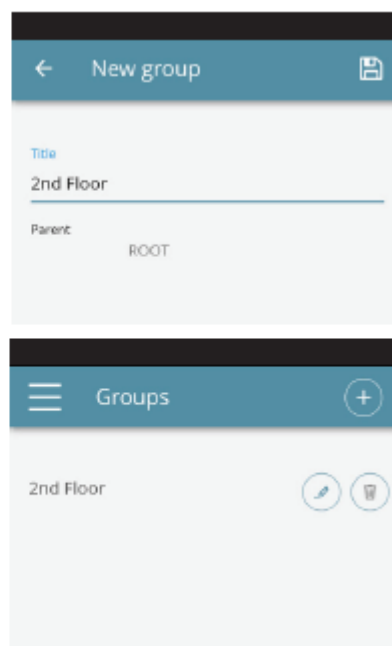 New group
Title
2nd Floor
Parent
ROOT
Groups
2nd Floor